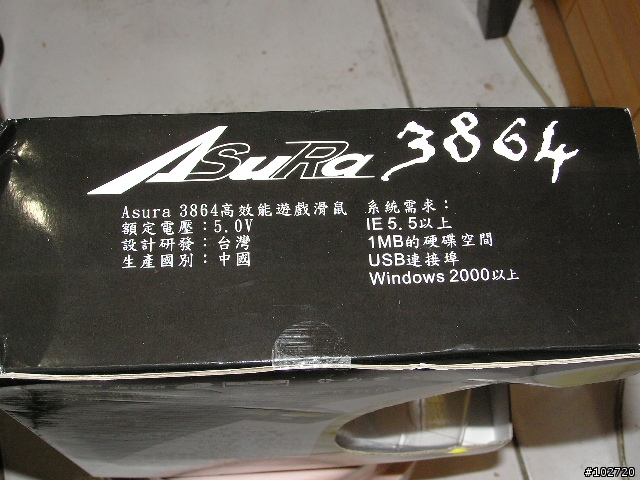 ASURA 3864
Asura 3864高效能遊戲滑鼠
額定電壓：5.0V
設計研發：台灣
生產國別：中國
系統需求：
IE 5.5以上
1MB的硬碟空間
USB連接埠
Windows 2000以上
#102720